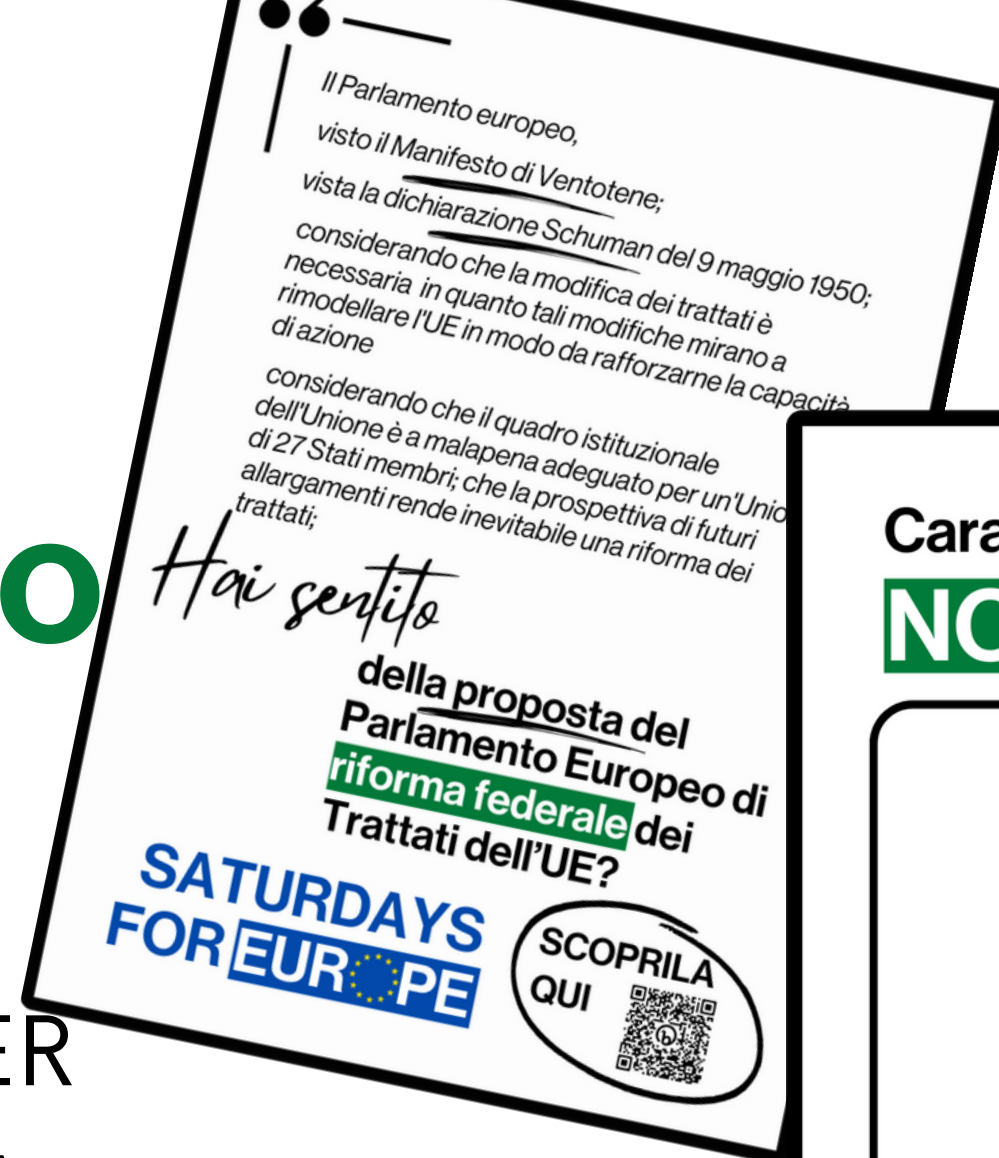 Il Parlamento europeo,
visto il Manifesto di Ventotene;
vista la dichiarazione Schuman del 9 maggio 1950;
considerando che la modifica dei trattati è
necessaria in quanto tali modifiche mirano a
rimodellare l'UE in modo da rafforzarne la capacità
di azione
considerando che il quadro istituzionale
dell'Unione è a malapena adeguato per un'Unio
di 27 Stati membri; che la prospettiva di futuri
allargamenti rende inevitabile una riforma dei
trattati;
Hai sentito
della proposta del
Parlamento Europeo di
riforma federale dei
Trattati dell’UE?
SATURDAYS
FOR EUROPE
SCOPRILA
QUI
O
ER
Cara
NO